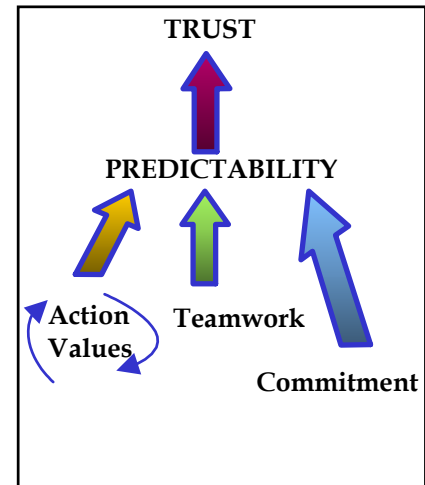 TRUST
PREDICTABILITY
Action
Values
Teamwork
Commitment